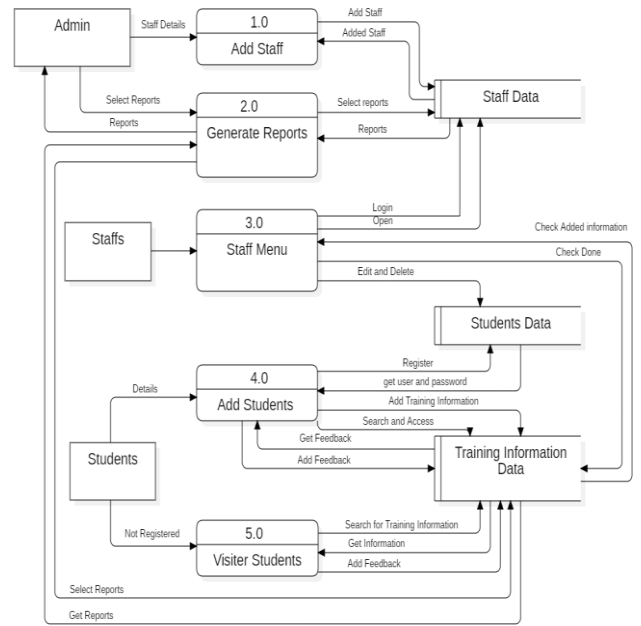 Admin
Staff Details
1.0
Add Staff
Add Staff
Added Staff
Staff Data
Select Reports
Reports
2.0
Generate Reports
Select reports
Reports
Staffs
3.0
Staff Menu
Login
Open
Check Added information
Check Done
Edit and Delete
Students Data
Register
get user and password
Details
4.0
Add Students
Add Training Information
Search and Access
Get Feedback
Add Feedback
Training Information
Data
Students
Not Registered
5.0
Visiter Students
Search for Training Information
Get Information
Add Feedback
Select Reports
Get Reports